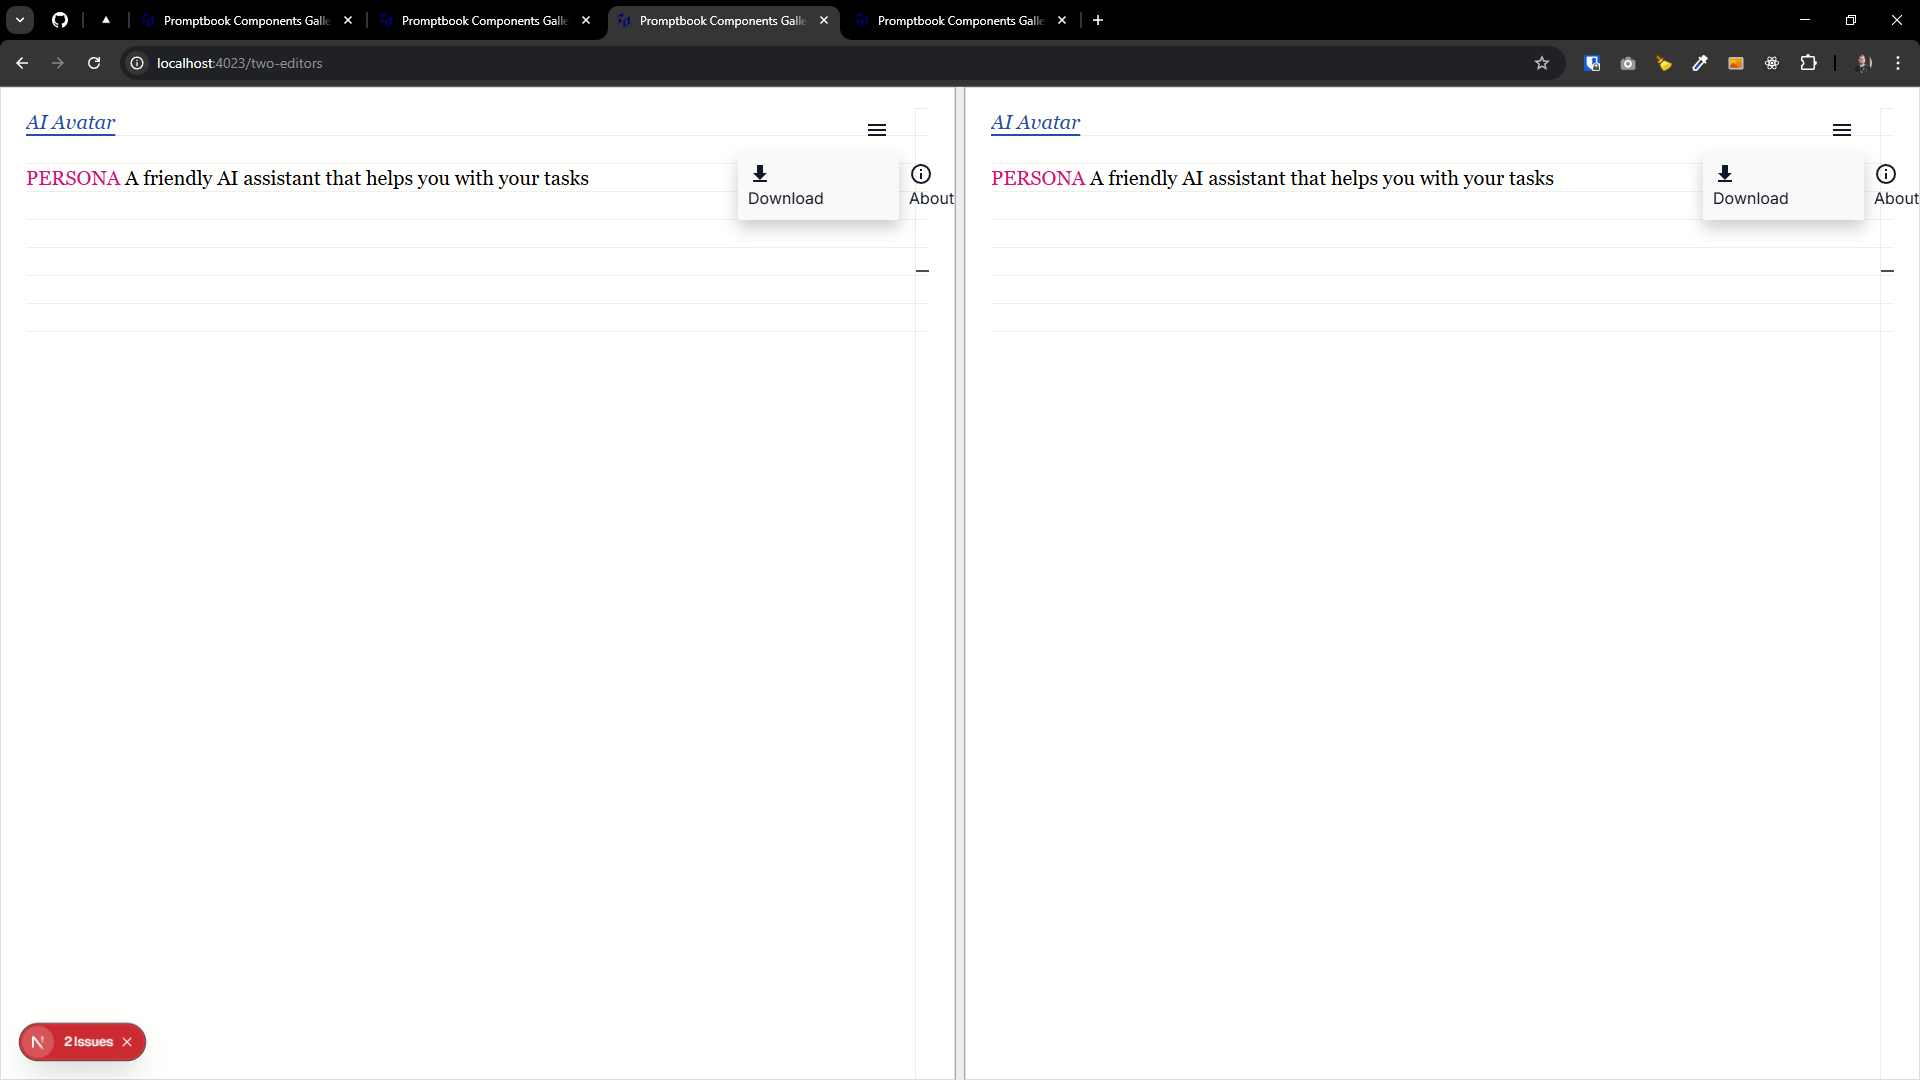 Promptbook Components Galle
Promptbook Components Galle
Promptbook Components Galle
Promptbook Components Galle
localhost:4023/two-editors
AI Avatar
PERSONA A friendly AI assistant that helps you with your tasks
Download
About
AI Avatar
PERSONA A friendly AI assistant that helps you with your tasks
Download
About
N 2 Issues